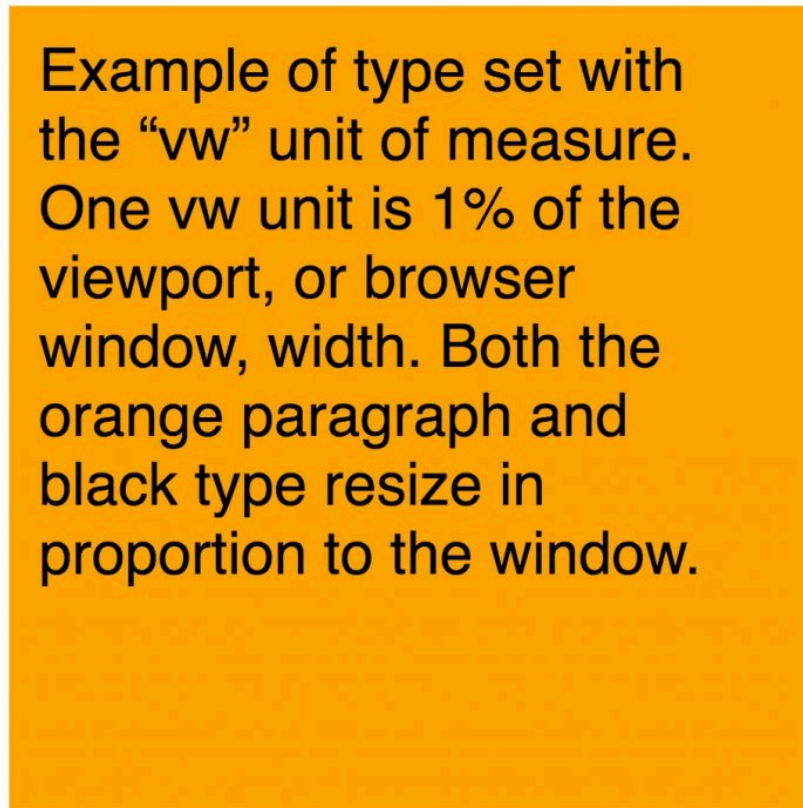 Example of type set with
the “vw” unit of measure.
One vw unit is 1% of the
viewport, or browser
window, width. Both the
orange paragraph and
black type resize in
proportion to the window.